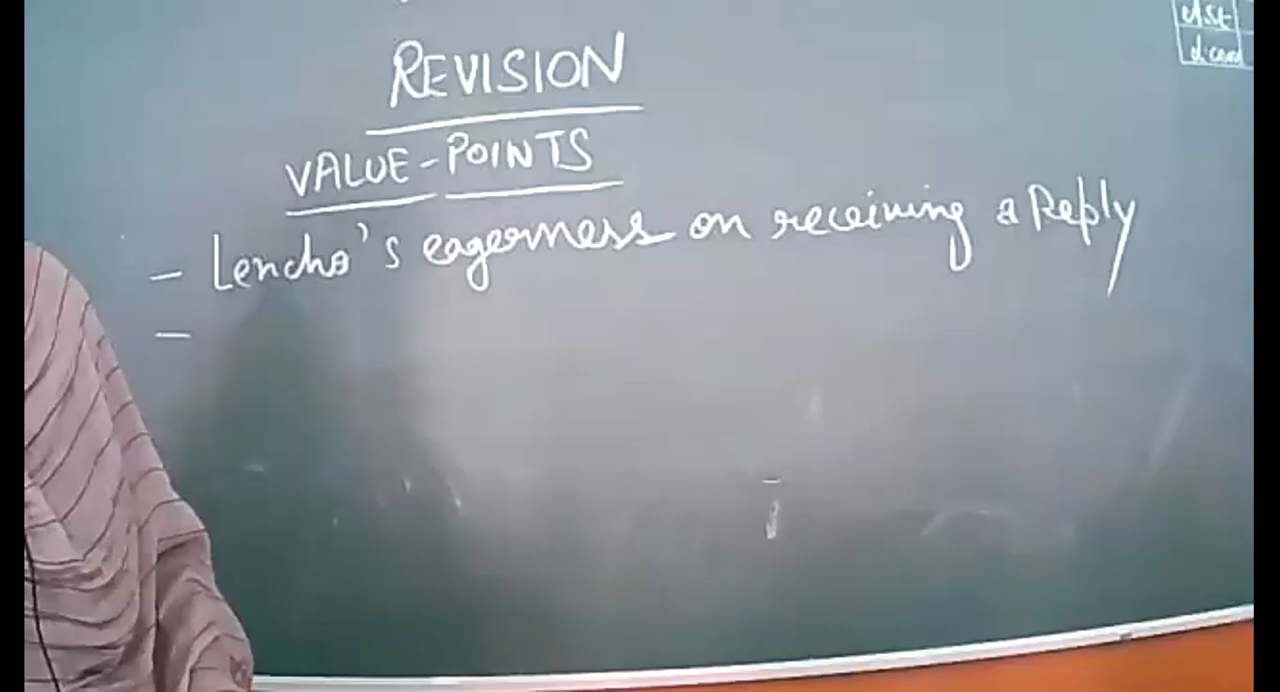 REVISION
VALUE-POINTS
- Lencho's eagerness on receiving a Reply
-